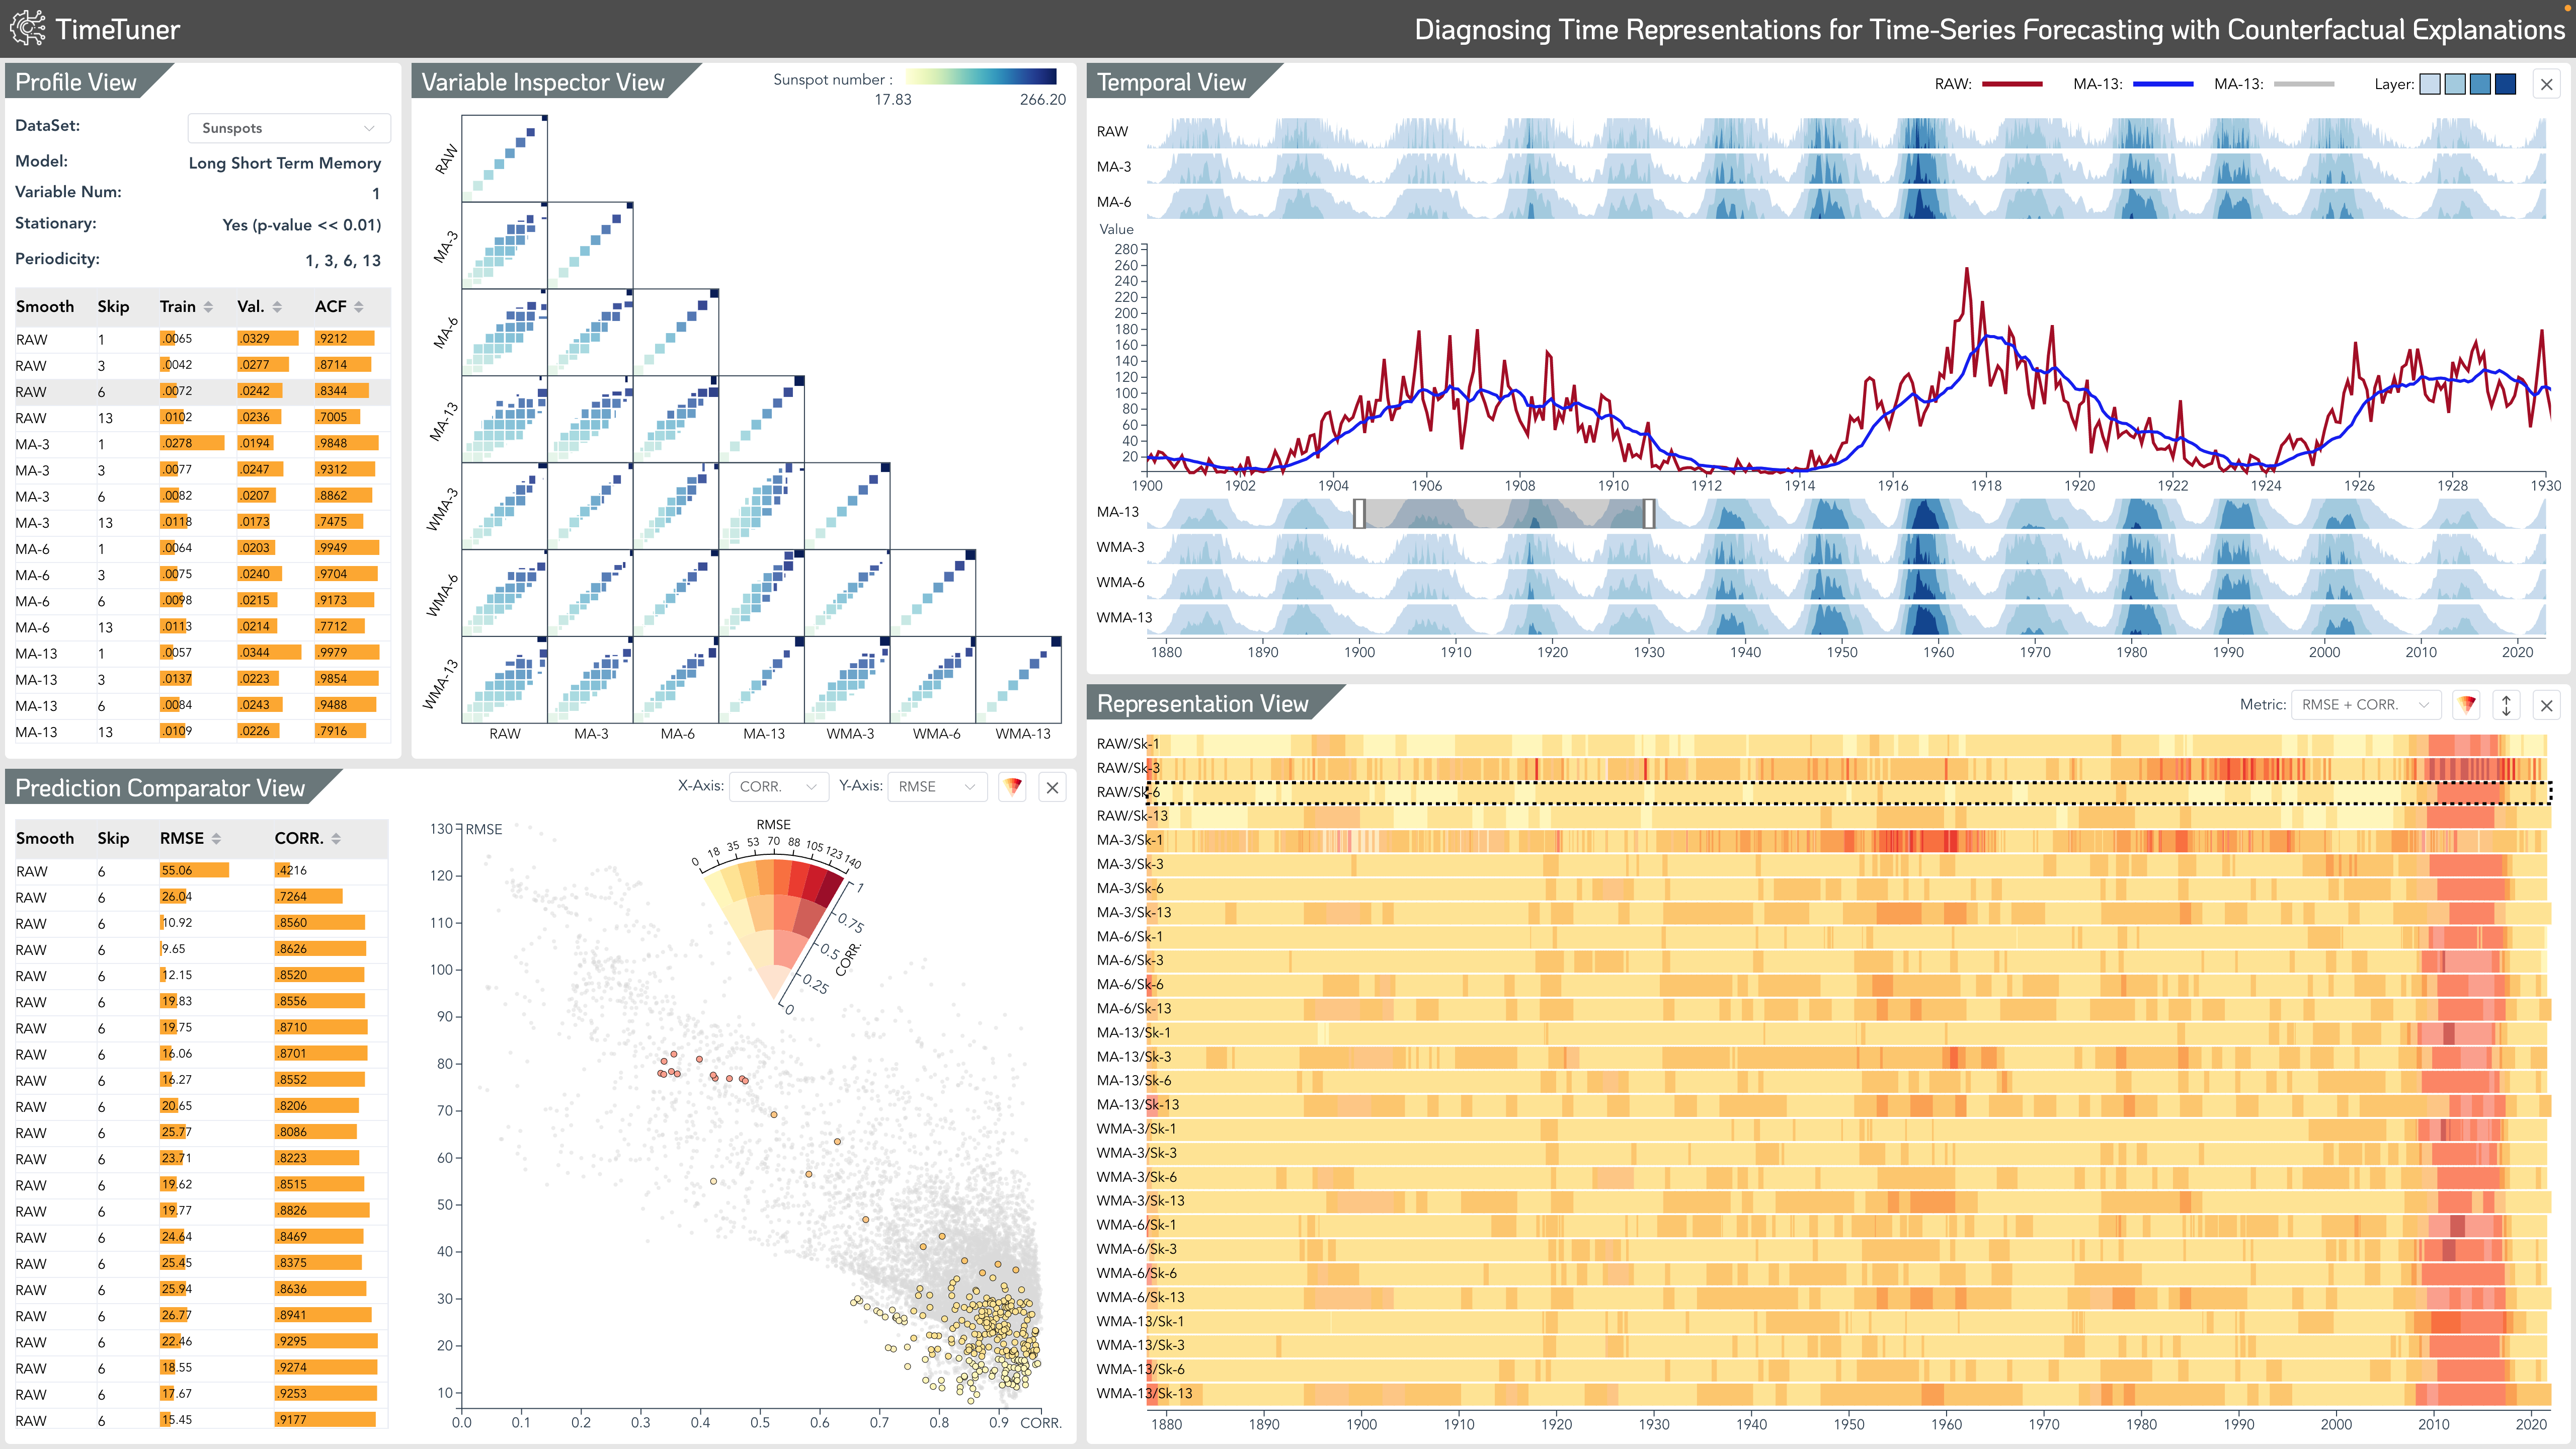 TimeTuner
Diagnosing Time Representations for Time-Series Forecasting with Counterfactual Explanations
Profile View
DataSet: Sunspots
Model: Long Short Term Memory
Variable Num: 1
Stationary: Yes (p-value << 0.01)
Periodicity: 1, 3, 6, 13
Smooth Skip Train Val. ACF
RAW 1 .0065 .0329 .9212
RAW 3 .0042 .0277 .8714
RAW 6 .0072 .0242 .8344
RAW 13 .0102 .0236 .7005
MA-3 1 .0278 .0194 .9848
MA-3 3 .0077 .0247 .9312
MA-3 6 .0082 .0207 .8862
MA-3 13 .0118 .0173 .7475
MA-6 1 .0064 .0203 .9949
MA-6 3 .0075 .0240 .9704
MA-6 6 .0098 .0215 .9173
MA-6 13 .0113 .0214 .7712
MA-13 1 .0057 .0344 .9979
MA-13 3 .0137 .0223 .9854
MA-13 6 .0084 .0243 .9488
MA-13 13 .0109 .0226 .7916
Variable Inspector View
Sunspot number :
17.83 266.20
RAW
MA-3
MA-6
MA-13
WMA-3
WMA-6
WMA-13
RAW MA-3 MA-6 MA-13 WMA-3 WMA-6 WMA-13
Temporal View
RAW: MA-13: MA-13: Layer:
RAW
MA-3
MA-6
Value
280
260
240
220
200
180
160
140
120
100
80
60
40
20
1900 1902 1904 1906 1908 1910 1912 1914 1916 1918 1920 1922 1924 1926 1928 1930
MA-13
WMA-3
WMA-6
WMA-13
1880 1890 1900 1910 1920 1930 1940 1950 1960 1970 1980 1990 2000 2010 2020
Prediction Comparator View
X-Axis: CORR. Y-Axis: RMSE
Smooth Skip RMSE CORR.
RAW 6 55.06 .4216
RAW 6 26.04 .7264
RAW 6 10.92 .8560
RAW 6 9.65 .8626
RAW 6 12.15 .8520
RAW 6 19.83 .8556
RAW 6 19.75 .8710
RAW 6 16.06 .8701
RAW 6 16.27 .8552
RAW 6 20.65 .8206
RAW 6 25.77 .8086
RAW 6 23.71 .8223
RAW 6 19.62 .8515
RAW 6 19.77 .8826
RAW 6 24.64 .8469
RAW 6 25.45 .8375
RAW 6 25.94 .8636
RAW 6 26.77 .8941
RAW 6 22.46 .9295
RAW 6 18.55 .9274
RAW 6 17.67 .9253
RAW 6 15.45 .9177
130 RMSE
120
110
100
90
80
70
60
50
40
30
20
10
0.0 0.1 0.2 0.3 0.4 0.5 0.6 0.7 0.8 0.9 CORR.
RMSE
0 18 35 53 70 88 105 123 140
1
0.75
0.5
0.25
0
CORR.
Representation View
Metric: RMSE + CORR.
RAW/Sk-1
RAW/Sk-3
RAW/Sk-6
RAW/Sk-13
MA-3/Sk-1
MA-3/Sk-3
MA-3/Sk-6
MA-3/Sk-13
MA-6/Sk-1
MA-6/Sk-3
MA-6/Sk-6
MA-6/Sk-13
MA-13/Sk-1
MA-13/Sk-3
MA-13/Sk-6
MA-13/Sk-13
WMA-3/Sk-1
WMA-3/Sk-3
WMA-3/Sk-6
WMA-3/Sk-13
WMA-6/Sk-1
WMA-6/Sk-3
WMA-6/Sk-6
WMA-6/Sk-13
WMA-13/Sk-1
WMA-13/Sk-3
WMA-13/Sk-6
WMA-13/Sk-13
1880 1890 1900 1910 1920 1930 1940 1950 1960 1970 1980 1990 2000 2010 2020